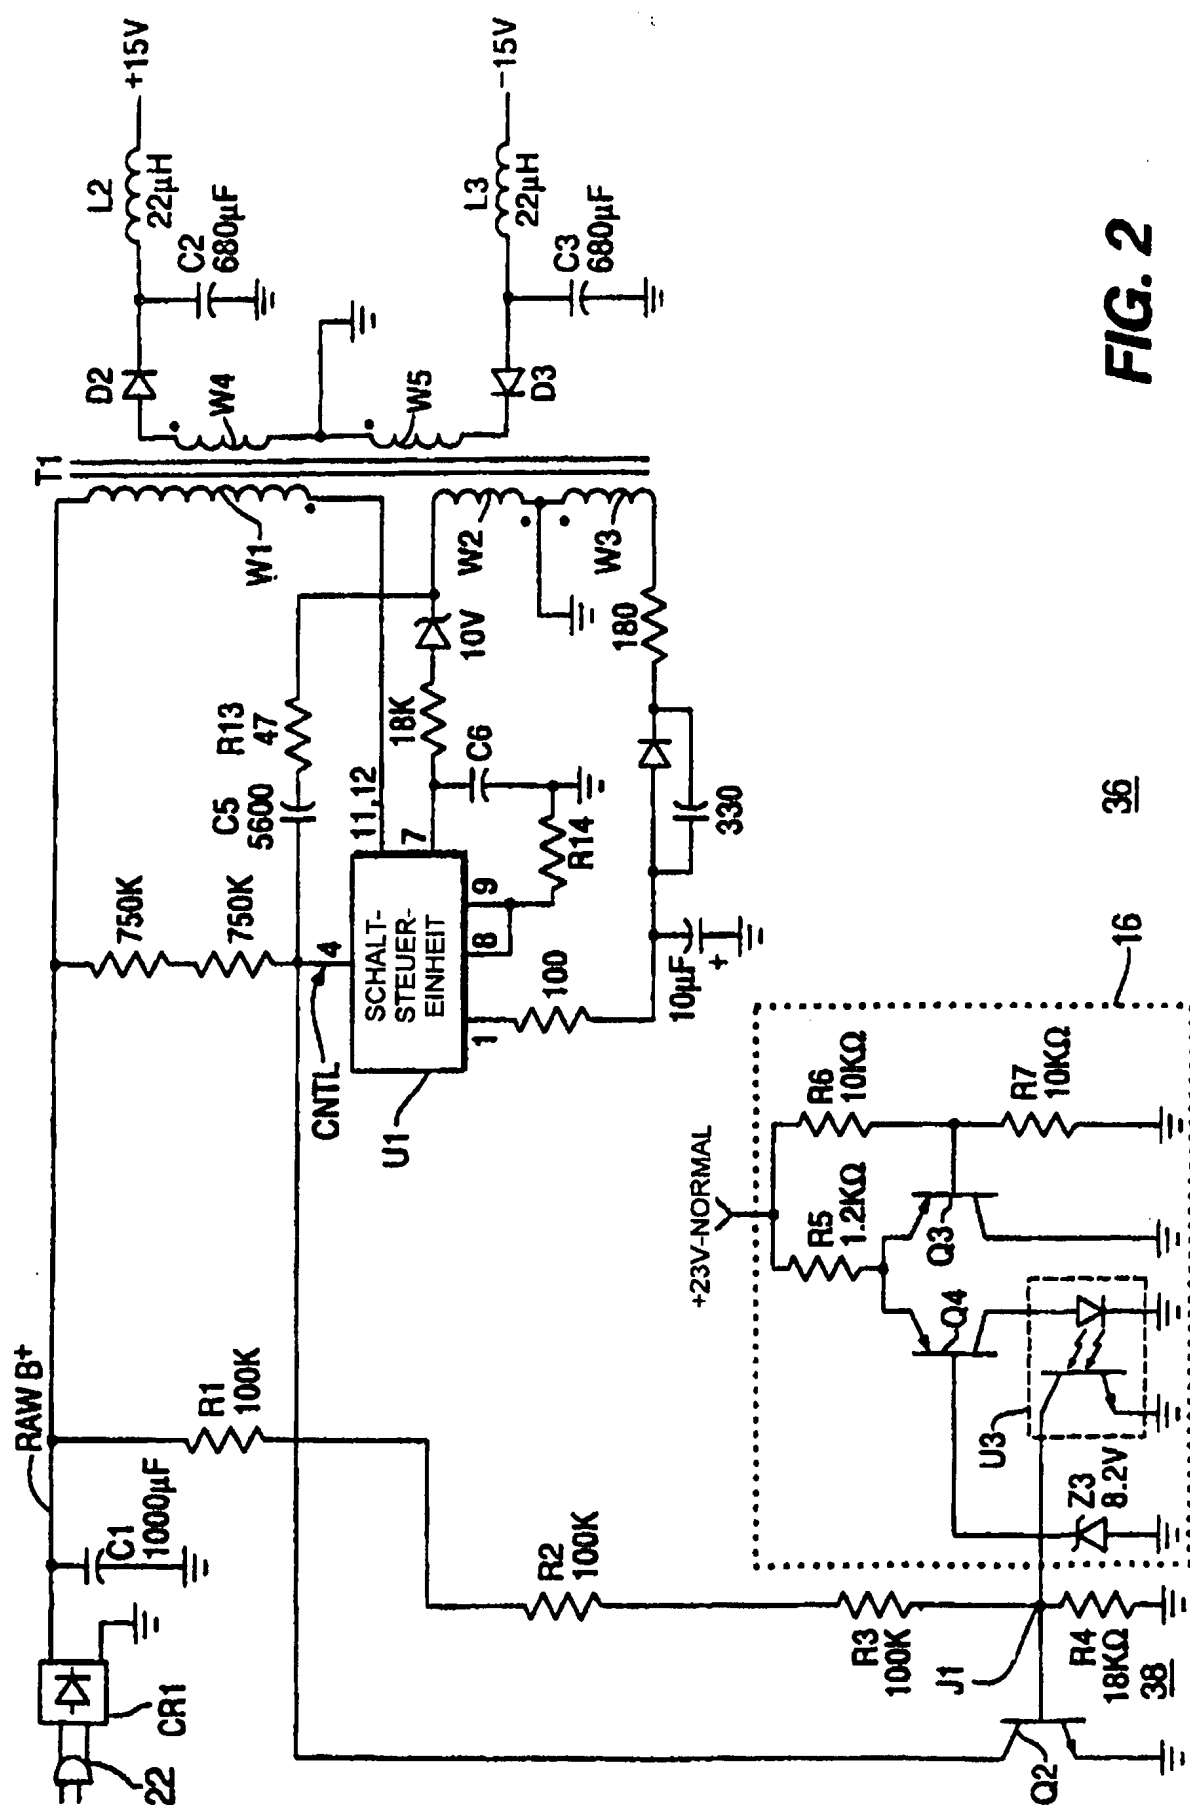 +15V
L2
22µH
C2
680µF
D2
W4
-15V
L3
22µH
C3
680µF
D3
W5
T1
W1
W2
W3
R13
47
C5
5600
10V
18K
C6
11,12
7
R14
180
330
750K
750K
4
CNTL
SCHALT-
STEUER-
EINHEIT
9
8
1
100
10µF
+
U1
RAW B+
R1
100K
C1
1000µF
CR1
22
R2
100K
R3
100K
J1
R4
18KΩ
38
Q2
+23V-NORMAL
R5
1.2KΩ
R6
10KΩ
R7
10KΩ
Q3
Q4
U3
Z3
8.2V
16
36
FIG. 2